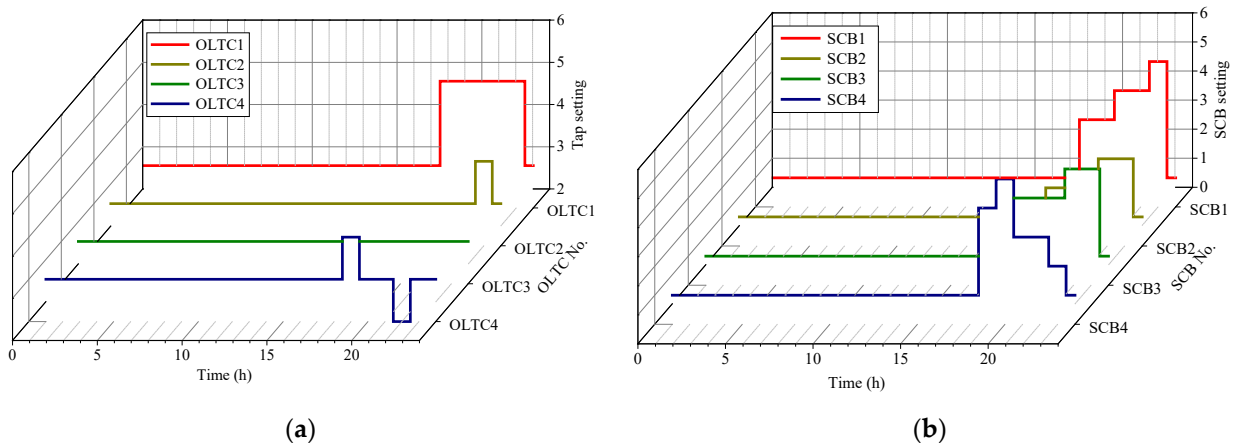 OLTC1
OLTC2
OLTC3
OLTC4
6
5
4
3
2
Tap setting
OLTC1
OLTC2
OLTC3
OLTC4
OLTC No.
0
5
10
15
20
Time (h)
(a)
SCB1
SCB2
SCB3
SCB4
6
5
4
3
2
1
0
SCB setting
SCB1
SCB2
SCB3
SCB4
SCB No.
0
5
10
15
20
Time (h)
(b)